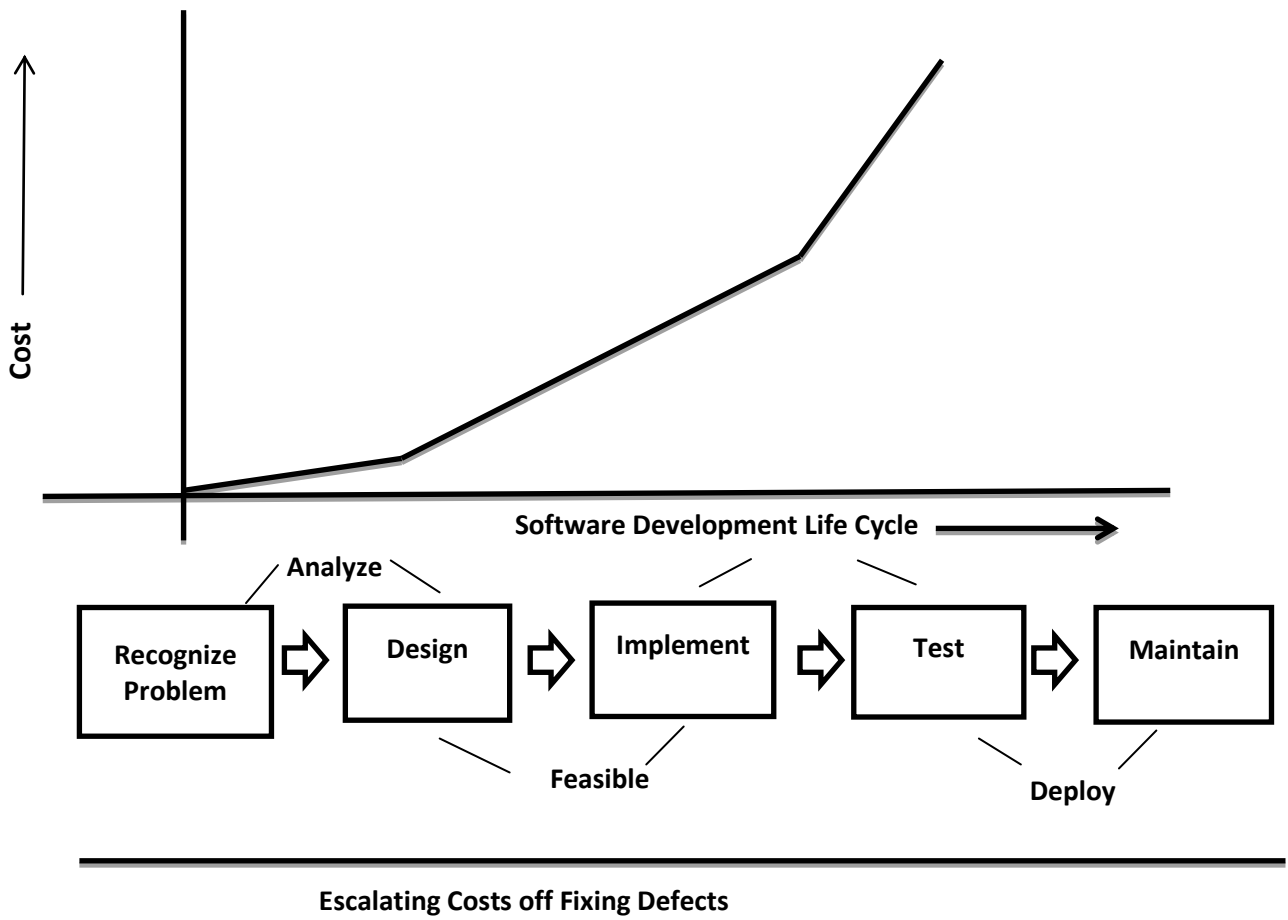 Cost
Software Development Life Cycle
Analyze
Recognize
Problem
Design
Implement
Test
Maintain
Feasible
Deploy
Escalating Costs off Fixing Defects